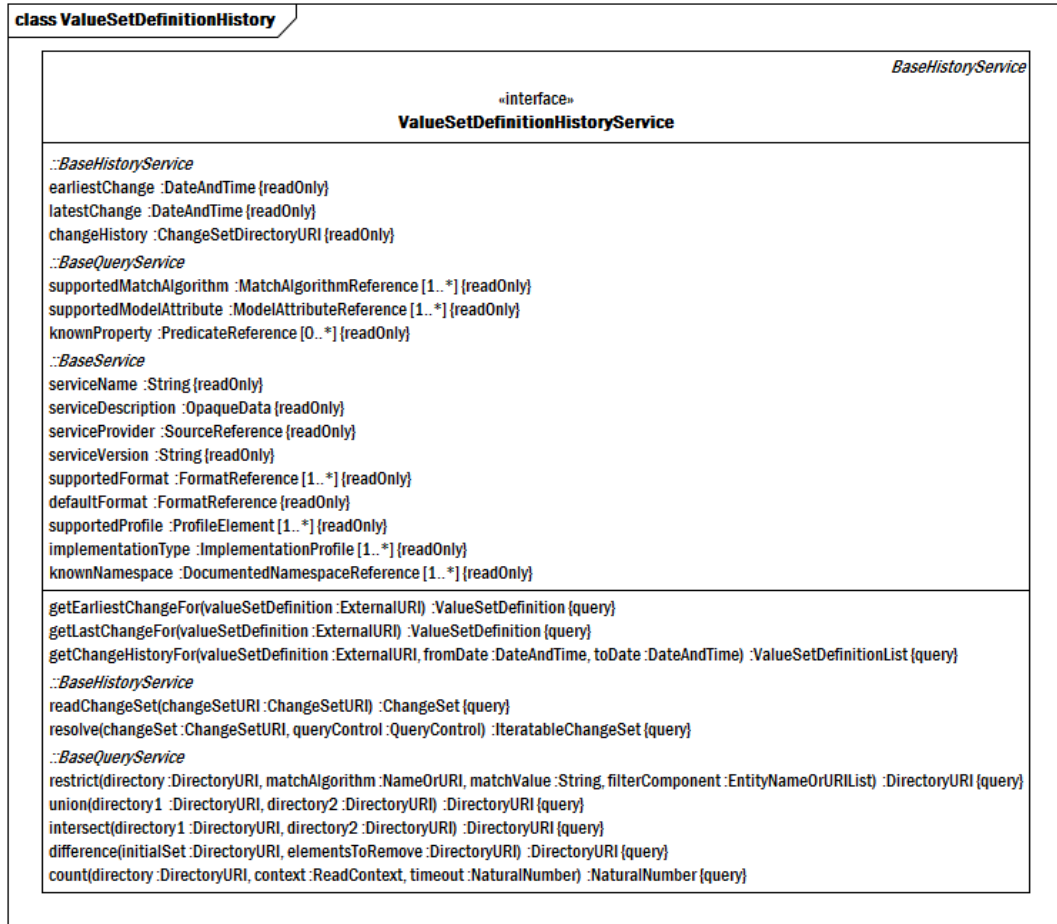 class ValueSetDefinitionHistory
BaseHistoryService
«interface»
ValueSetDefinitionHistoryService
::BaseHistoryService
earliestChange :DateAndTime {readOnly}
latestChange :DateAndTime {readOnly}
changeHistory :ChangeSetDirectoryURI {readOnly}
::BaseQueryService
supportedMatchAlgorithm :MatchAlgorithmReference [1..*] {readOnly}
supportedModelAttribute :ModelAttributeReference [1..*] {readOnly}
knownProperty :PredicateReference [0..*] {readOnly}
::BaseService
serviceName :String {readOnly}
serviceDescription :OpaqueData {readOnly}
serviceProvider :SourceReference {readOnly}
serviceVersion :String {readOnly}
supportedFormat :FormatReference [1..*] {readOnly}
defaultFormat :FormatReference {readOnly}
supportedProfile :ProfileElement [1..*] {readOnly}
implementationType :ImplementationProfile [1..*] {readOnly}
knownNamespace :DocumentedNamespaceReference [1..*] {readOnly}
getEarliestChangeFor(valueSetDefinition :ExternalURI) :ValueSetDefinition {query}
getLastChangeFor(valueSetDefinition :ExternalURI) :ValueSetDefinition {query}
getChangeHistoryFor(valueSetDefinition :ExternalURI, fromDate :DateAndTime, toDate :DateAndTime) :ValueSetDefinitionList {query}
::BaseHistoryService
readChangeSet(changeSetURI :ChangeSetURI) :ChangeSet {query}
resolve(changeSet :ChangeSetURI, queryControl :QueryControl) :IteratableChangeSet {query}
::BaseQueryService
restrict(directory :DirectoryURI, matchAlgorithm :NameOrURI, matchValue :String, filterComponent :EntityNameOrURIList) :DirectoryURI {query}
union(directory1 :DirectoryURI, directory2 :DirectoryURI) :DirectoryURI {query}
intersect(directory1 :DirectoryURI, directory2 :DirectoryURI) :DirectoryURI {query}
difference(initialSet :DirectoryURI, elementsToRemove :DirectoryURI) :DirectoryURI {query}
count(directory :DirectoryURI, context :ReadContext, timeout :NaturalNumber) :NaturalNumber {query}